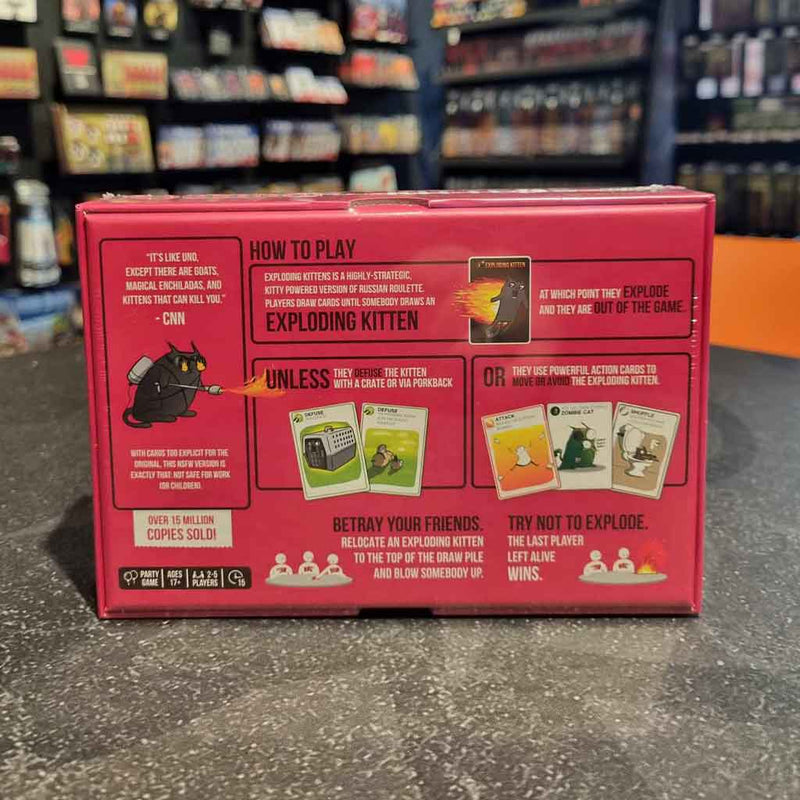 "IT'S LIKE UNO,
EXCEPT THERE ARE GOATS,
MAGICAL ENCHILADAS, AND
KITTENS THAT CAN KILL YOU."
- CNN
WITH CARDS TOO EXPLICIT FOR THE
ORIGINAL, THIS NSFW VERSION IS
EXACTLY THAT: NOT SAFE FOR WORK
(OR CHILDREN).
OVER 15 MILLION
COPIES SOLD!
PARTY
GAME
AGES
17+
2-5
PLAYERS
15
HOW TO PLAY
EXPLODING KITTENS IS A HIGHLY-STRATEGIC,
KITTY POWERED VERSION OF RUSSIAN ROULETTE.
PLAYERS DRAW CARDS UNTIL SOMEBODY DRAWS AN
EXPLODING KITTEN
EXPLODING KITTEN
AT WHICH POINT THEY EXPLODE
AND THEY ARE OUT OF THE GAME.
UNLESS THEY DEFUSE THE KITTEN
WITH A CRATE OR VIA PORKBACK
DEFUSE
DEFUSE
OR THEY USE POWERFUL ACTION CARDS TO
MOVE OR AVOID THE EXPLODING KITTEN.
ATTACK
ZOMBIE CAT
SHUFFLE
BETRAY YOUR FRIENDS.
RELOCATE AN EXPLODING KITTEN
TO THE TOP OF THE DRAW PILE
AND BLOW SOMEBODY UP.
TRY NOT TO EXPLODE.
THE LAST PLAYER
LEFT ALIVE
WINS.